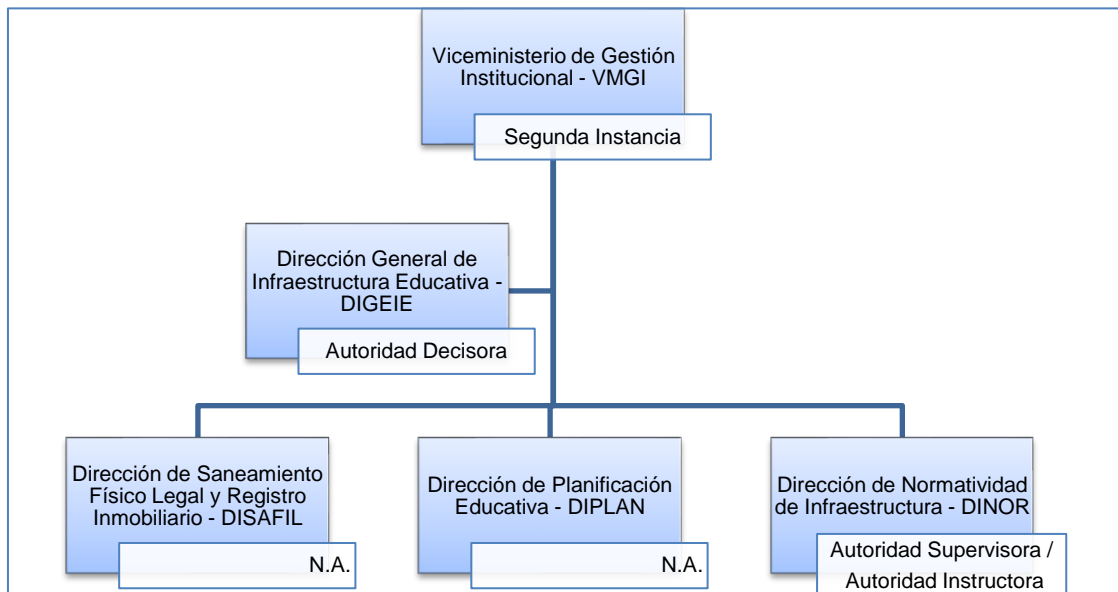 Viceministerio de Gestión
Institucional - VMGI
Segunda Instancia
Dirección General de
Infraestructura Educativa -
DIGEIE
Autoridad Decisora
Dirección de Saneamiento
Físico Legal y Registro
Inmobiliario - DISAFIL
N.A.
Dirección de Planificación
Educativa - DIPLAN
N.A.
Dirección de Normatividad
de Infraestructura - DINOR
Autoridad Supervisora /
Autoridad Instructora